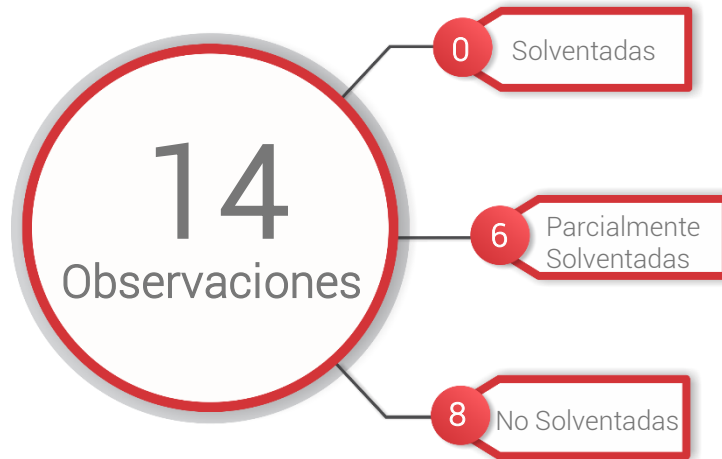 14
Observaciones
0
Solventadas
6
Parcialmente
Solventadas
8
No Solventadas